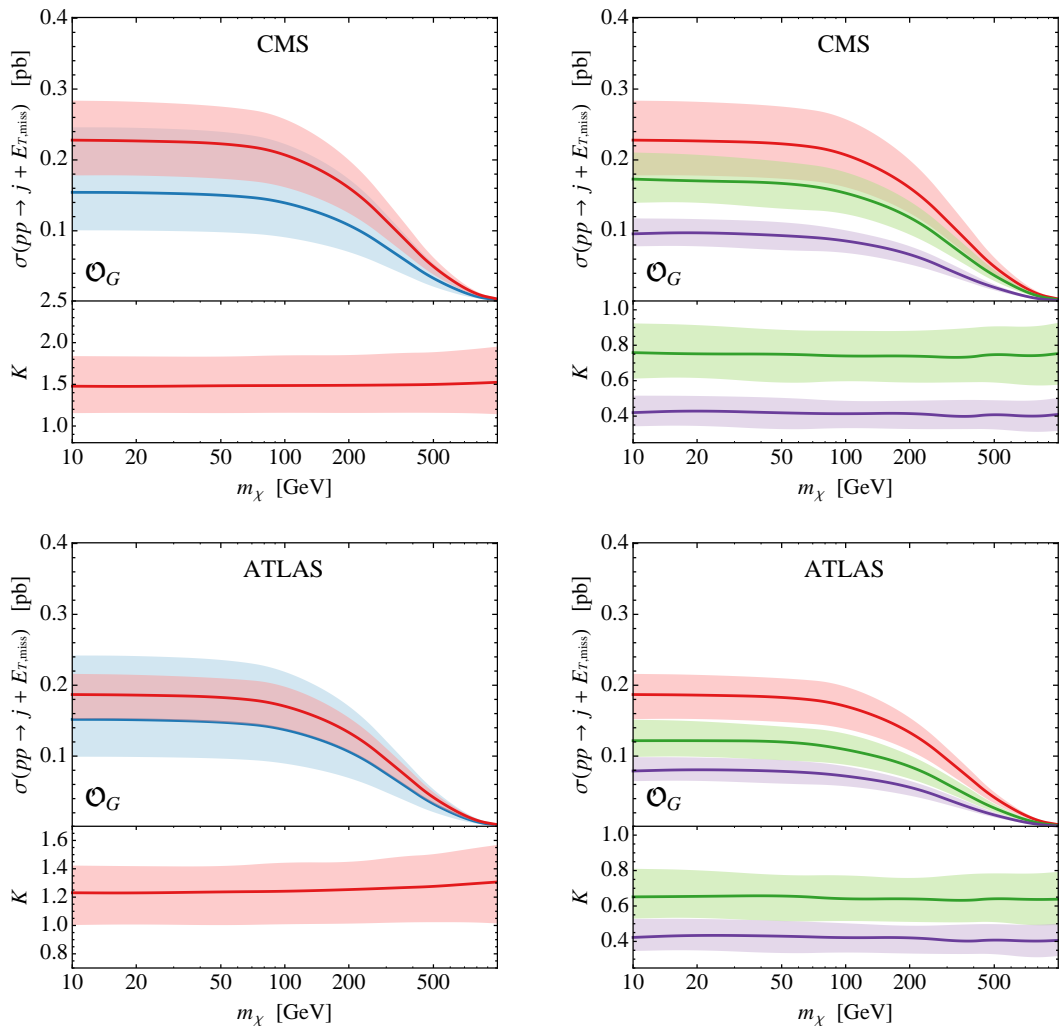 0.4
0.3
0.2
0.1
2.5
2.0
1.5
1.0
σ(pp → j + E_{T,miss}) [pb]
K
CMS
𝕺_G
10 20 50 100 200 500
m_χ [GeV]
0.4
0.3
0.2
0.1
1.0
0.8
0.6
0.4
σ(pp → j + E_{T,miss}) [pb]
K
CMS
𝕺_G
10 20 50 100 200 500
m_χ [GeV]
0.4
0.3
0.2
0.1
1.6
1.4
1.2
1.0
0.8
σ(pp → j + E_{T,miss}) [pb]
K
ATLAS
𝕺_G
10 20 50 100 200 500
m_χ [GeV]
0.4
0.3
0.2
0.1
1.0
0.8
0.6
0.4
σ(pp → j + E_{T,miss}) [pb]
K
ATLAS
𝕺_G
10 20 50 100 200 500
m_χ [GeV]